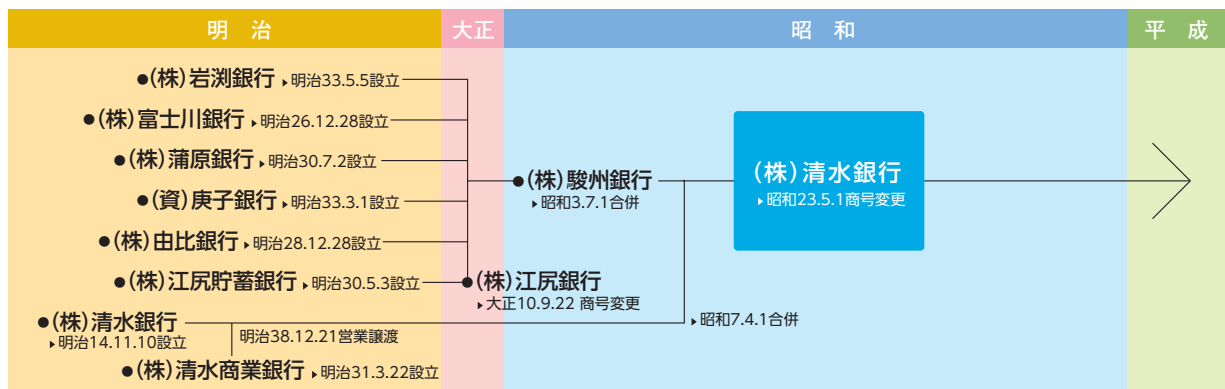 明 治
大正
昭 和
平 成
●(株)岩渕銀行 ▸明治33.5.5設立
●(株)富士川銀行 ▸明治26.12.28設立
●(株)蒲原銀行 ▸明治30.7.2設立
●(資)庚子銀行 ▸明治33.3.1設立
●(株)由比銀行 ▸明治28.12.28設立
●(株)江尻貯蓄銀行 ▸明治30.5.3設立
●(株)江尻銀行
▸大正10.9.22 商号変更
●(株)駿州銀行
▸昭和3.7.1合併
(株)清水銀行
▸昭和23.5.1商号変更
●(株)清水銀行
▸明治14.11.10設立
明治38.12.21営業譲渡
▸昭和7.4.1合併
●(株)清水商業銀行 ▸明治31.3.22設立